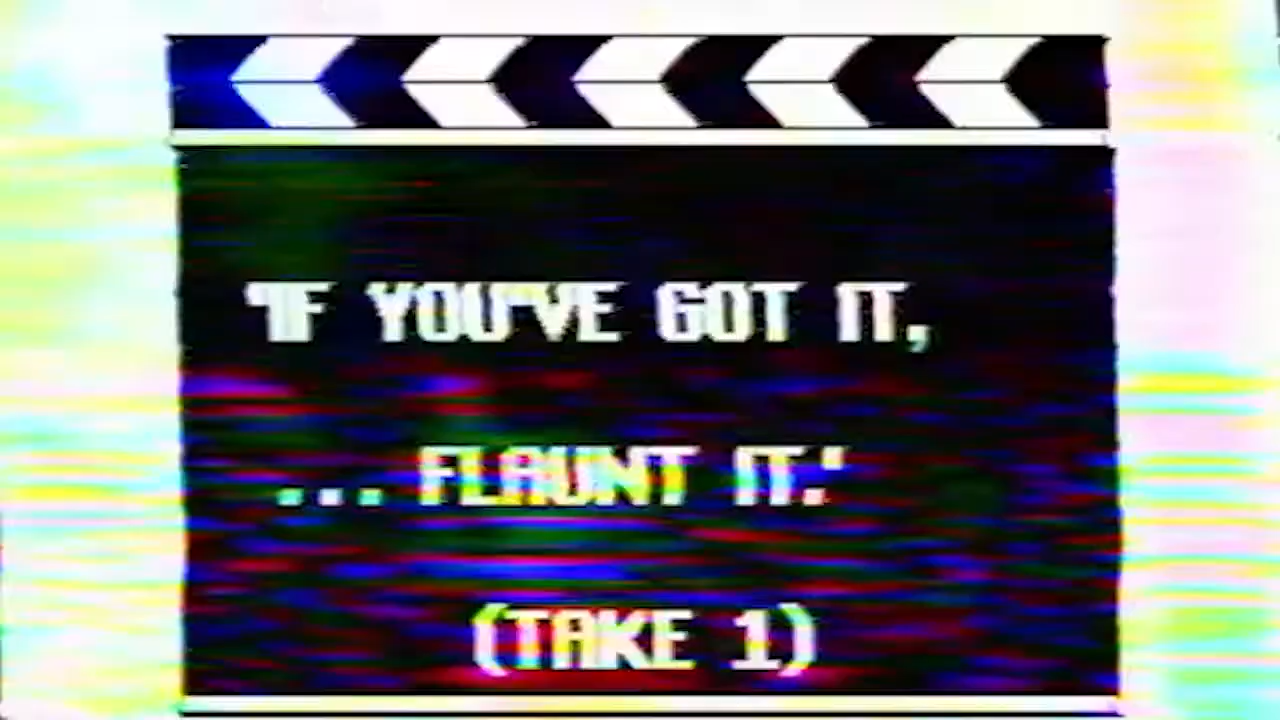 'IF YOU'VE GOT IT,
... FLAUNT IT.'
(TAKE 1)